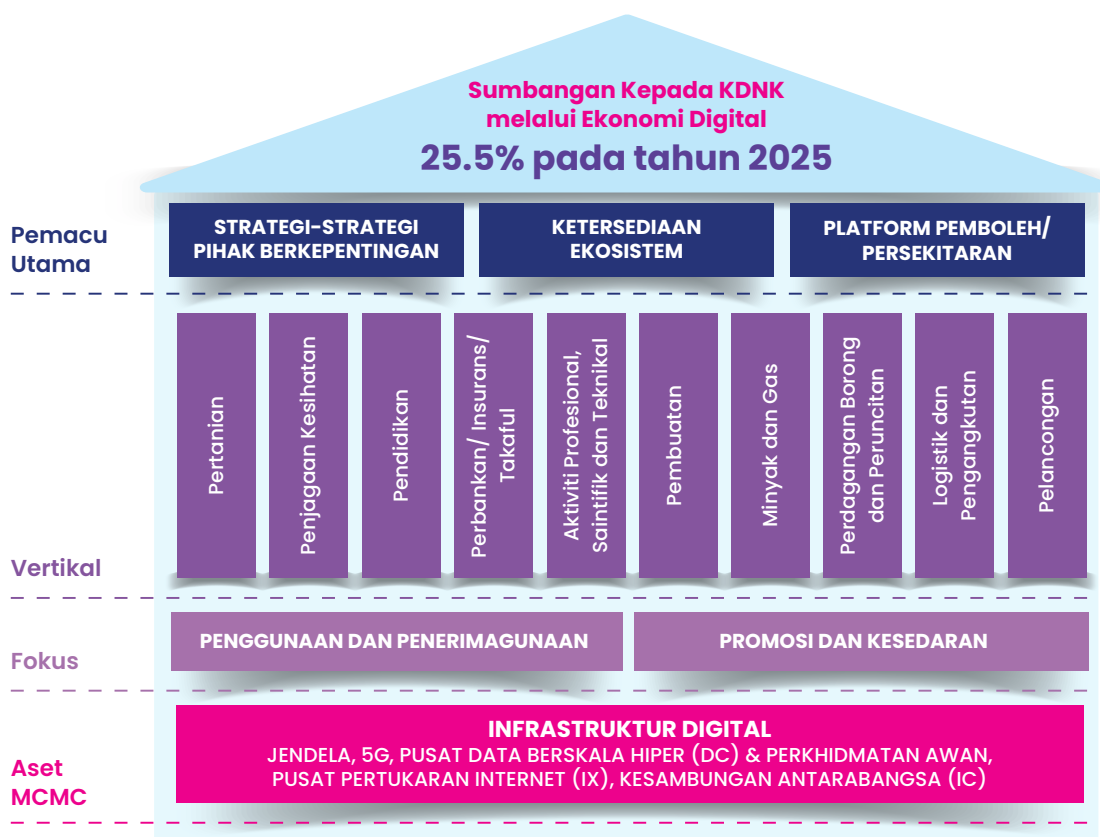 Sumbangan Kepada KDNK
melalui Ekonomi Digital
25.5% pada tahun 2025
Pemacu
Utama
STRATEGI-STRATEGI
PIHAK BERKEPENTINGAN
KETERSEDIAAN
EKOSISTEM
PLATFORM PEMBOLEH/
PERSEKITARAN
Vertikal
Pertanian
Penjagaan Kesihatan
Pendidikan
Perbankan/ Insurans/
Takaful
Aktiviti Profesional,
Saintifik dan Teknikal
Pembuatan
Minyak dan Gas
Perdagangan Borong
dan Peruncitan
Logistik dan
Pengangkutan
Pelancongan
Fokus
PENGGUNAAN DAN PENERIMAGUNAAN
PROMOSI DAN KESEDARAN
Aset
MCMC
INFRASTRUKTUR DIGITAL
JENDELA, 5G, PUSAT DATA BERSKALA HIPER (DC) & PERKHIDMATAN AWAN,
PUSAT PERTUKARAN INTERNET (IX), KESAMBUNGAN ANTARABANGSA (IC)